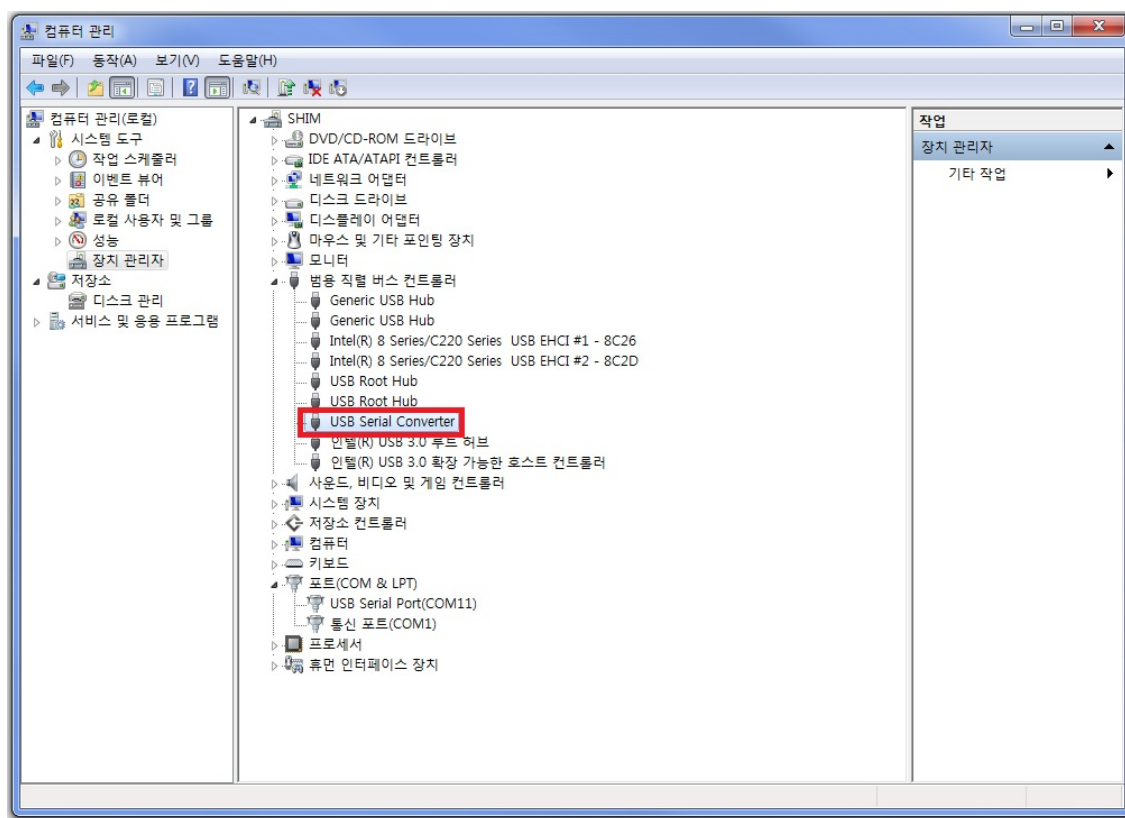 컴퓨터 관리
파일(F) 동작(A) 보기(V) 도움말(H)
컴퓨터 관리(로컬)
시스템 도구
작업 스케줄러
이벤트 뷰어
공유 폴더
로컬 사용자 및 그룹
성능
장치 관리자
저장소
디스크 관리
서비스 및 응용 프로그램
SHIM
DVD/CD-ROM 드라이브
IDE ATA/ATAPI 컨트롤러
네트워크 어댑터
디스크 드라이브
디스플레이 어댑터
마우스 및 기타 포인팅 장치
모니터
범용 직렬 버스 컨트롤러
Generic USB Hub
Generic USB Hub
Intel(R) 8 Series/C220 Series USB EHCI #1 - 8C26
Intel(R) 8 Series/C220 Series USB EHCI #2 - 8C2D
USB Root Hub
USB Root Hub
USB Serial Converter
인텔(R) USB 3.0 루트 허브
인텔(R) USB 3.0 확장 가능한 호스트 컨트롤러
사운드, 비디오 및 게임 컨트롤러
시스템 장치
저장소 컨트롤러
컴퓨터
키보드
포트(COM & LPT)
USB Serial Port(COM11)
통신 포트(COM1)
프로세서
휴먼 인터페이스 장치
작업
장치 관리자
기타 작업